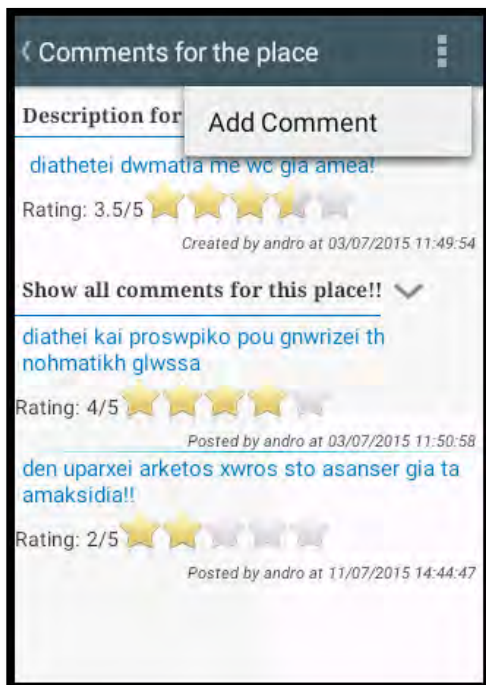 Comments for the place
Description for
Add Comment
diathetei dwmatia me wc gia amea!
Rating: 3.5/5
Created by andro at 03/07/2015 11:49:54
Show all comments for this place!!
diathei kai proswpiko pou gnwrizei th
nohmatikh glwssa
Rating: 4/5
Posted by andro at 03/07/2015 11:50:58
den uparxei arketos xwros sto asanser gia ta
amaksidia!!
Rating: 2/5
Posted by andro at 11/07/2015 14:44:47